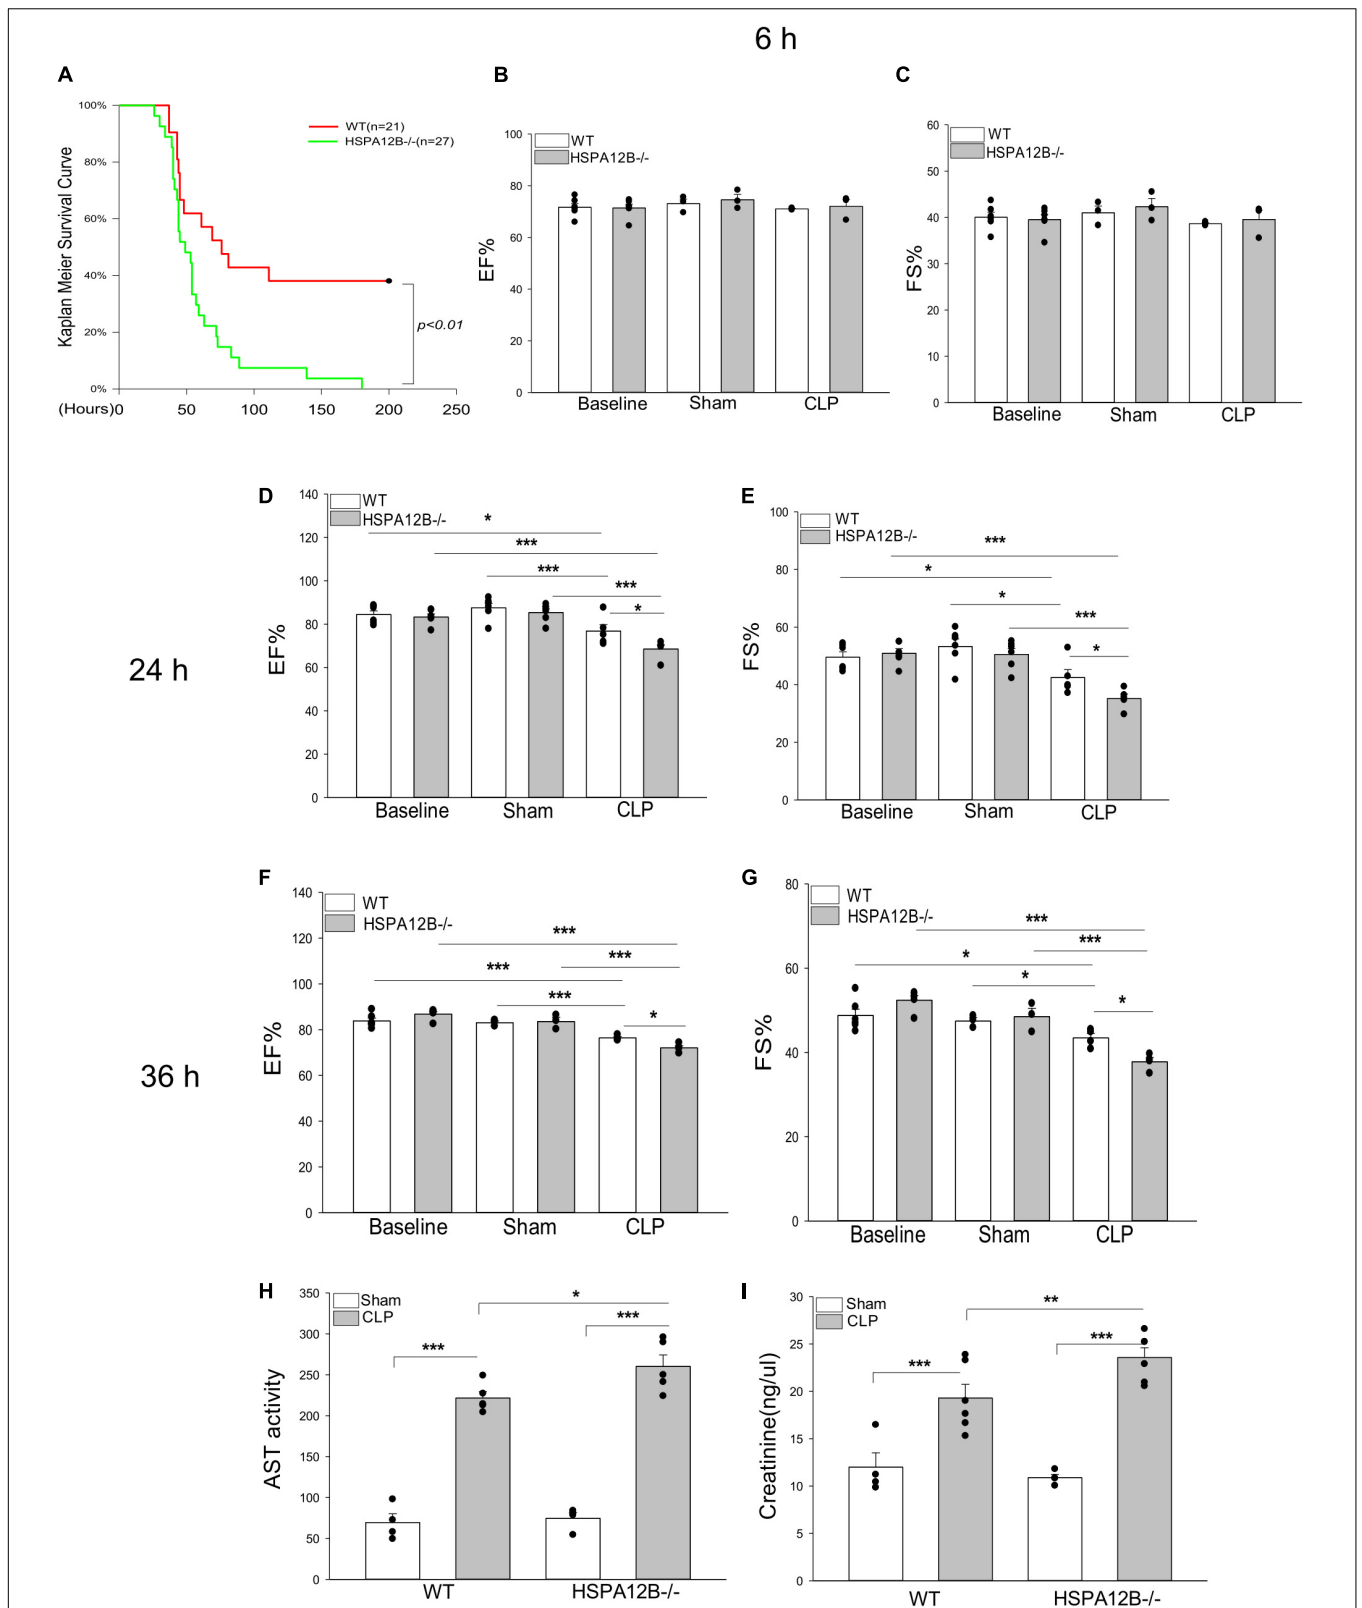 6 h
A
Kaplan Meier Survival Curve
100%
80%
60%
40%
20%
0%
WT(n=21)
HSPA12B-/-(n=27)
p<0.01
(Hours)0 50 100 150 200 250
B
EF%
100
80
60
40
20
0
WT
HSPA12B-/-
Baseline Sham CLP
C
FS%
60
50
40
30
20
10
0
WT
HSPA12B-/-
Baseline Sham CLP
24 h
D
EF%
140
120
100
80
60
40
20
0
WT
HSPA12B-/-
*
***
***
***
*
Baseline Sham CLP
E
FS%
100
80
60
40
20
0
WT
HSPA12B-/-
***
*
*
***
*
Baseline Sham CLP
36 h
F
EF%
140
120
100
80
60
40
20
0
WT
HSPA12B-/-
***
***
***
***
*
Baseline Sham CLP
G
FS%
80
60
40
20
0
WT
HSPA12B-/-
***
***
*
*
*
Baseline Sham CLP
H
AST activity
350
300
250
200
150
100
50
0
Sham
CLP
*
***
***
WT HSPA12B-/-
I
Creatinine(ng/ul)
30
25
20
15
10
5
0
Sham
CLP
**
***
***
WT HSPA12B-/-